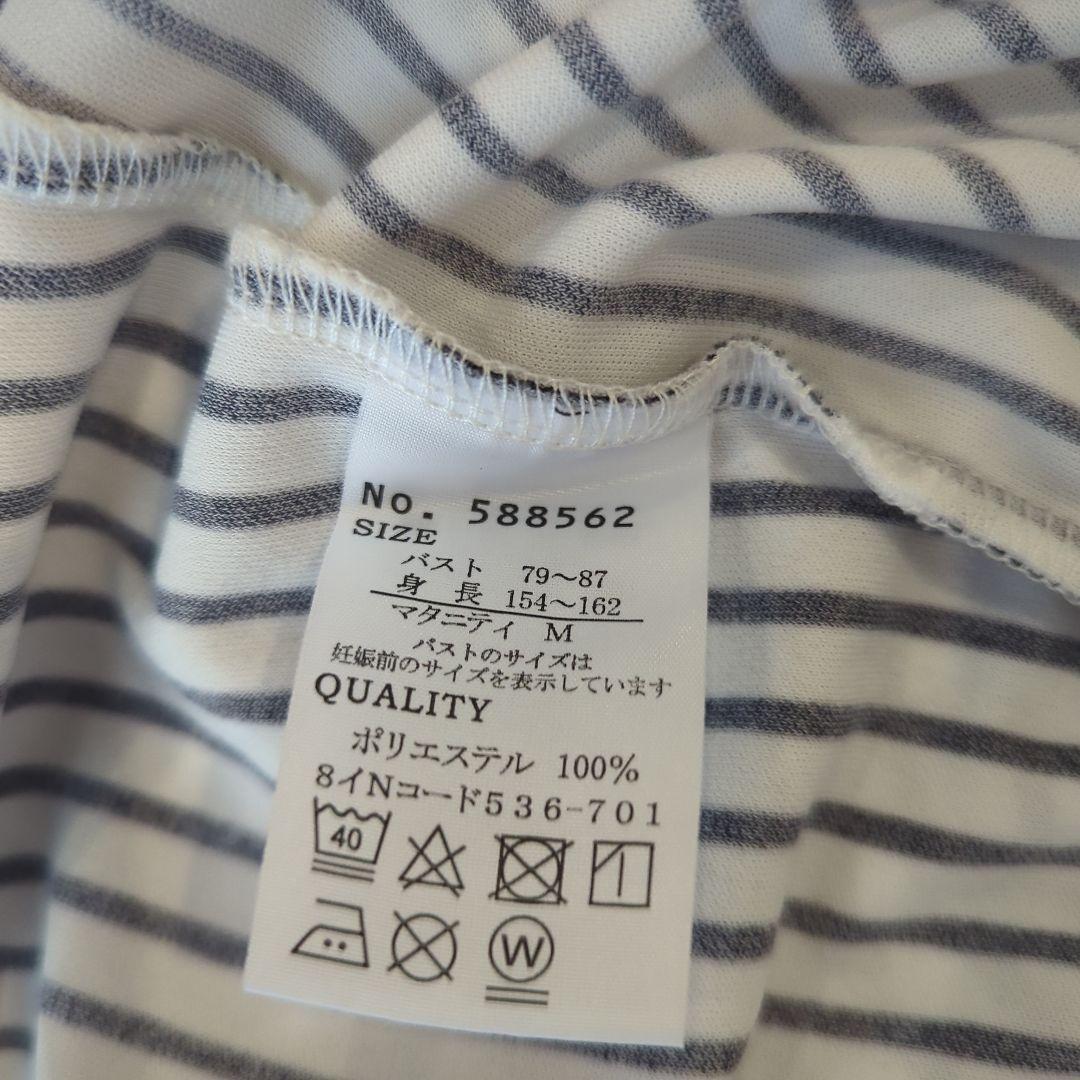 No. 588562
SIZE
バスト 79〜87
身 長 154〜162
マタニティ M
バストのサイズは
妊娠前のサイズを表示しています
QUALITY
ポリエステル 100%
8イNコード536-701
40
W